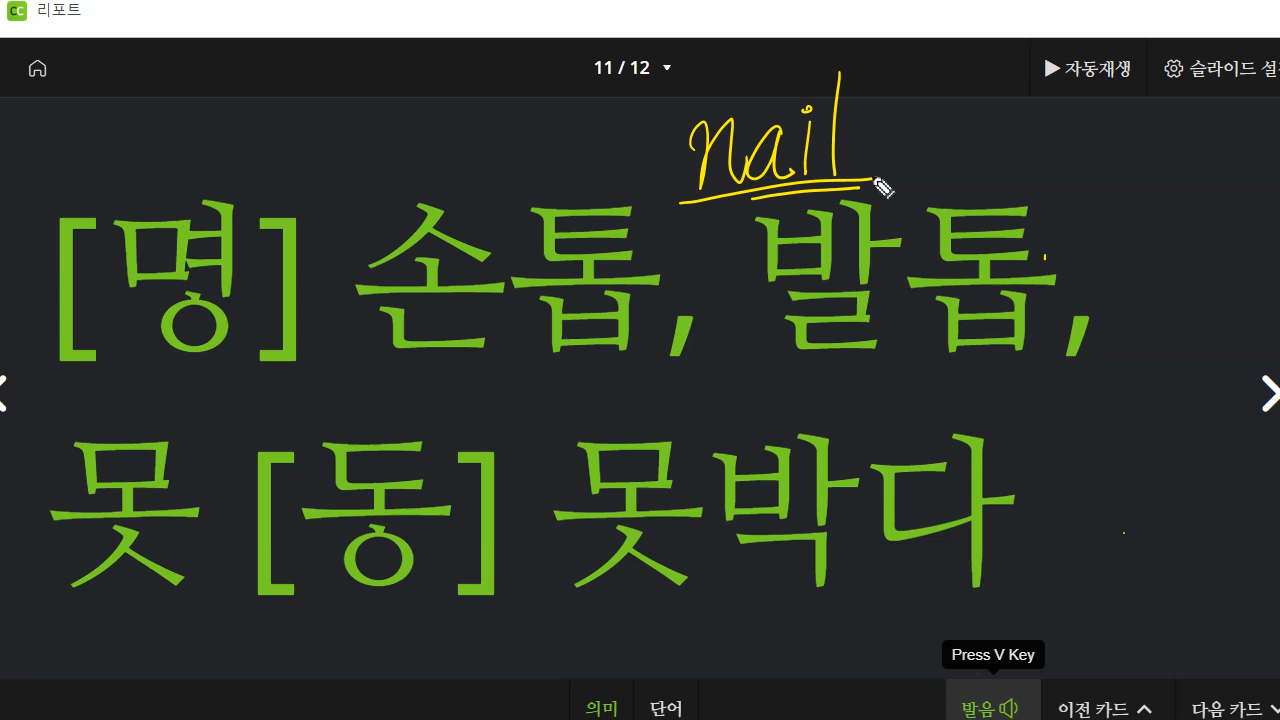 CC 리포트
11 / 12
▶ 자동재생
슬라이드 설
nail
[명] 손톱, 발톱,
못 [동] 못박다
Press V Key
의미 단어 발음 이전 카드 다음 카드